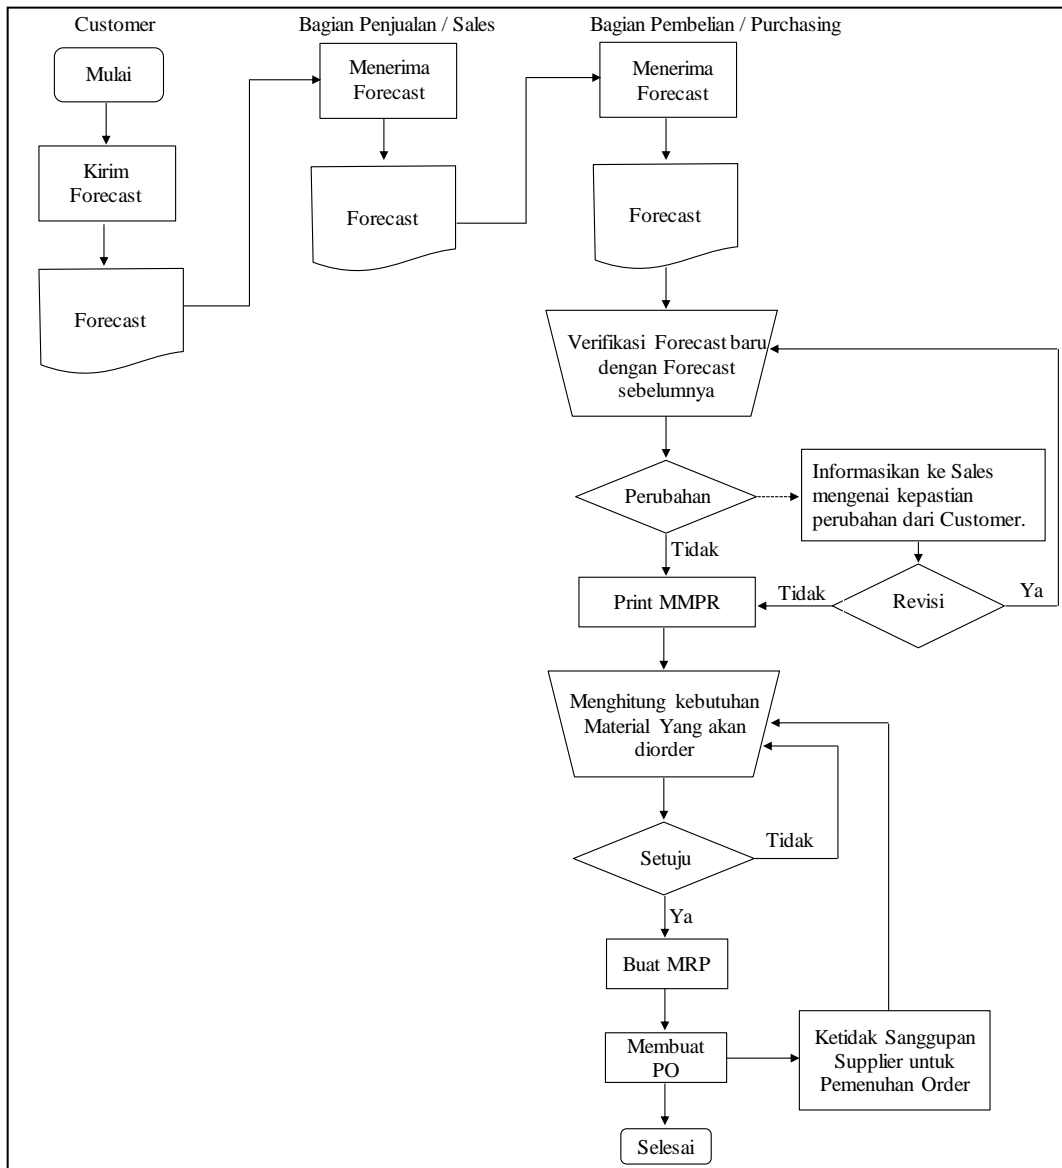 Customer
Bagian Penjualan / Sales
Bagian Pembelian / Purchasing
Mulai
Kirim
Forecast
Forecast
Menerima
Forecast
Forecast
Menerima
Forecast
Forecast
Verifikasi Forecast baru
dengan Forecast
sebelumnya
Perubahan
Informasikan ke Sales
mengenai kepastian
perubahan dari Customer.
Tidak
Print MMPR
Tidak
Revisi
Ya
Menghitung kebutuhan
Material Yang akan
diorder
Setuju
Tidak
Ya
Buat MRP
Membuat
PO
Ketidak Sanggupan
Supplier untuk
Pemenuhan Order
Selesai